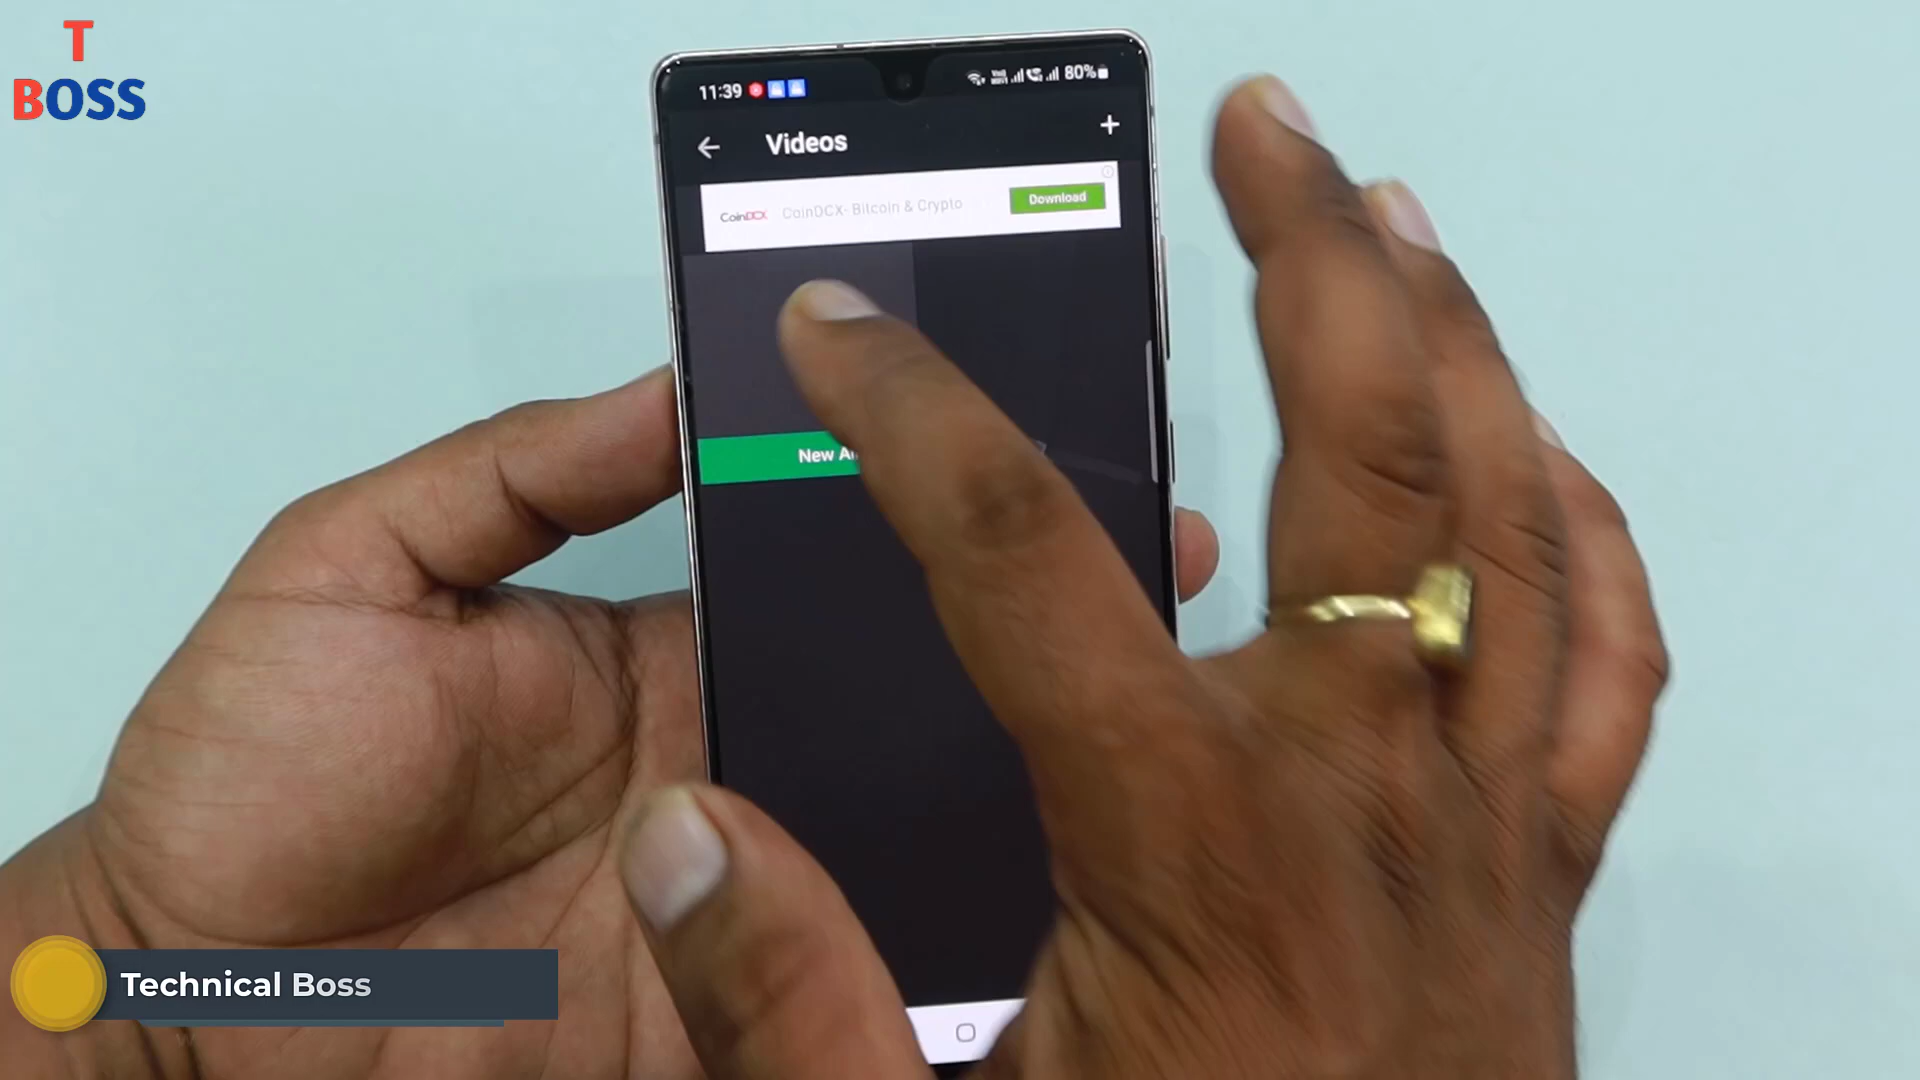 T
BOSS
11:39
80%
Videos
CoinDCX CoinDCX- Bitcoin & Crypto
Download
New
Technical Boss